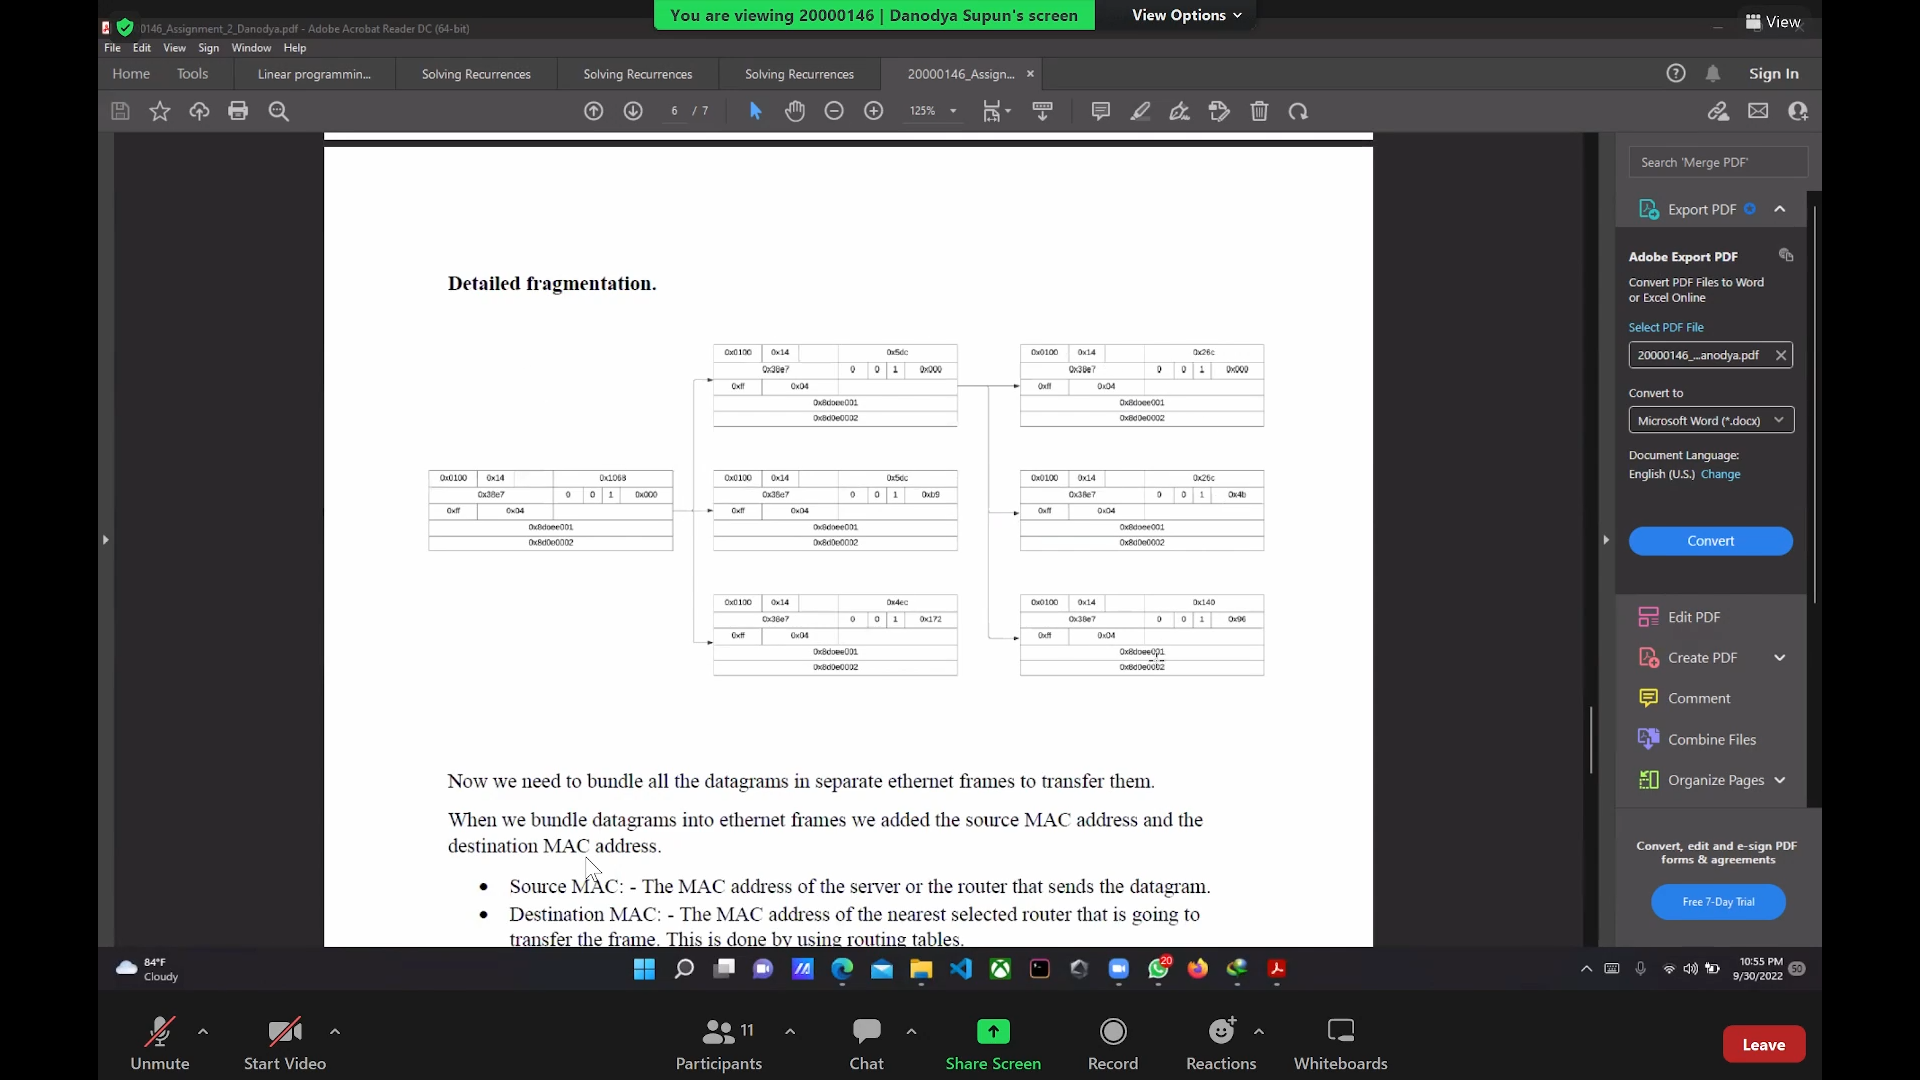 You are viewing 20000146 | Danodya Supun's screen
View Options
View
0146_Assignment_2_Danodya.pdf - Adobe Acrobat Reader DC (64-bit)
File Edit View Sign Window Help
Home Tools Linear programmin... Solving Recurrences Solving Recurrences Solving Recurrences 20000146_Assign... × Sign In
6 / 7 125%
Search 'Merge PDF'
Export PDF
Adobe Export PDF
Convert PDF Files to Word
or Excel Online
Select PDF File
20000146_...anodya.pdf
Convert to
Microsoft Word (*.docx)
Document Language:
English (U.S.) Change
Convert
Edit PDF
Create PDF
Comment
Combine Files
Organize Pages
Convert, edit and e-sign PDF
forms & agreements
Free 7-Day Trial
Detailed fragmentation.
0x0100 0x14 0x1068
0x38e7 0 0 1 0x000
0xff 0x04
0x8doee001
0x8d0e0002
0x0100 0x14 0x5dc
0x38e7 0 0 1 0x000
0xff 0x04
0x8doee001
0x8d0e0002
0x0100 0x14 0x5dc
0x38e7 0 0 1 0xb9
0xff 0x04
0x8doee001
0x8d0e0002
0x0100 0x14 0x4ec
0x38e7 0 0 1 0x172
0xff 0x04
0x8doee001
0x8d0e0002
0x0100 0x14 0x26c
0x38e7 0 0 1 0x000
0xff 0x04
0x8doee001
0x8d0e0002
0x0100 0x14 0x26c
0x38e7 0 0 1 0x4b
0xff 0x04
0x8doee001
0x8d0e0002
0x0100 0x14 0x140
0x38e7 0 0 1 0x96
0xff 0x04
0x8doee001
0x8d0e0002
Now we need to bundle all the datagrams in separate ethernet frames to transfer them.
When we bundle datagrams into ethernet frames we added the source MAC address and the
destination MAC address.
• Source MAC: - The MAC address of the server or the router that sends the datagram.
• Destination MAC: - The MAC address of the nearest selected router that is going to
transfer the frame. This is done by using routing tables.
84°F
Cloudy
20
10:55 PM
9/30/2022
50
Unmute
Start Video
11
Participants
Chat
Share Screen
Record
Reactions
Whiteboards
Leave